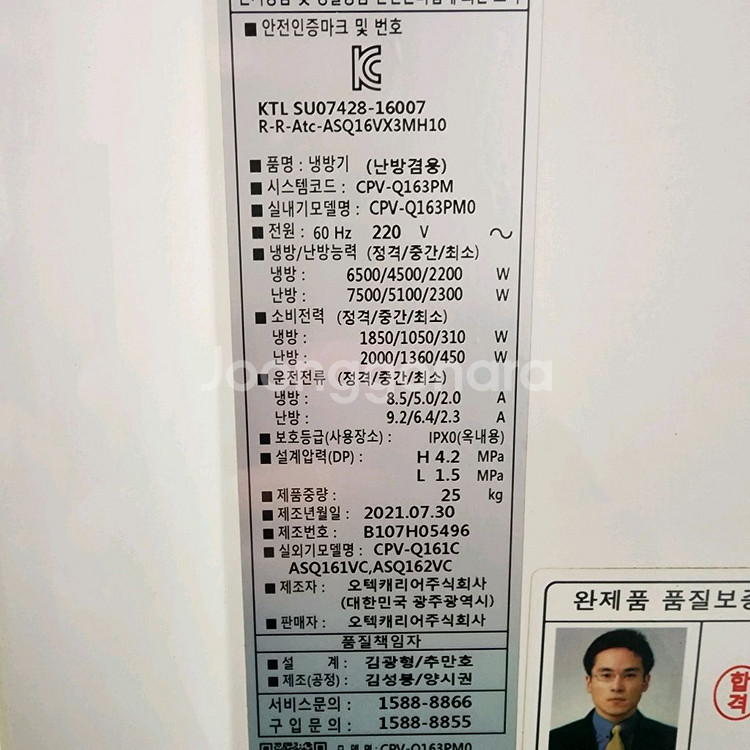 ■ 안전인증마크 및 번호
KTL SU07428-16007
R-R-Atc-ASQ16VX3MH10
■ 품명 : 냉방기 (난방겸용)
■ 시스템코드 : CPV-Q163PM
■ 실내기모델명 : CPV-Q163PM0
■ 전원 : 60 Hz 220 V ～
■ 냉방/난방능력 (정격/중간/최소)
냉방 : 6500/4500/2200 W
난방 : 7500/5100/2300 W
■ 소비전력 (정격/중간/최소)
냉방 : 1850/1050/310 W
난방 : 2000/1360/450 W
■ 운전전류 (정격/중간/최소)
냉방 : 8.5/5.0/2.0 A
난방 : 9.2/6.4/2.3 A
■ 보호등급(사용장소) : IPX0(옥내용)
■ 설계압력(DP) : H 4.2 MPa
L 1.5 MPa
■ 제품중량 : 25 kg
■ 제조년월일 : 2021.07.30
■ 제조번호 : B107H05496
■ 실외기모델명 : CPV-Q161C
ASQ161VC,ASQ162VC
■ 제조자 : 오텍캐리어주식회사
(대한민국 광주광역시)
■ 판매자 : 오텍캐리어주식회사
품질책임자
■ 설 계 : 김광형/추만호
■ 제조(공정) : 김성룡/양시권
서비스문의 : 1588-8866
구입문의 : 1588-8855
모델명 : CPV-Q163PM0
완제품 품질보증
합격
Joonggonara